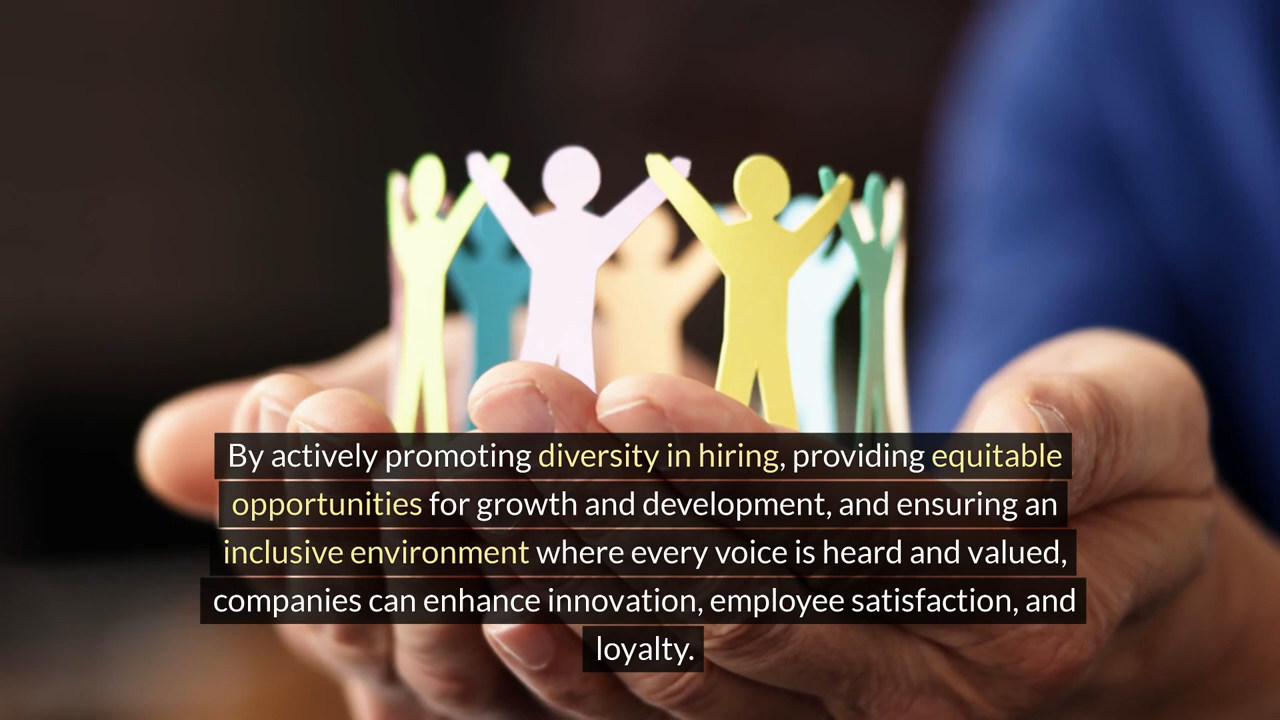 By actively promoting diversity in hiring, providing equitable
opportunities for growth and development, and ensuring an
inclusive environment where every voice is heard and valued,
companies can enhance innovation, employee satisfaction, and
loyalty.